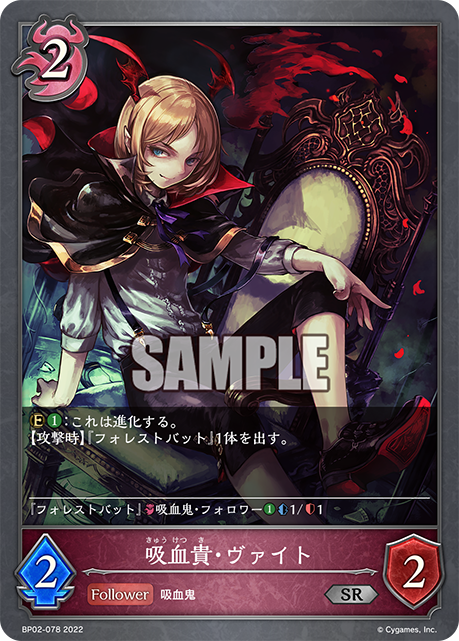 2
SAMPLE
E 1：これは進化する。
【攻撃時】『フォレストバット』1体を出す。
『フォレストバット』吸血鬼・フォロワー 1 1/1
きゅうけつき
吸血貴・ヴァイト
2
Follower 吸血鬼
SR
2
BP02-078 2022
© Cygames, Inc.